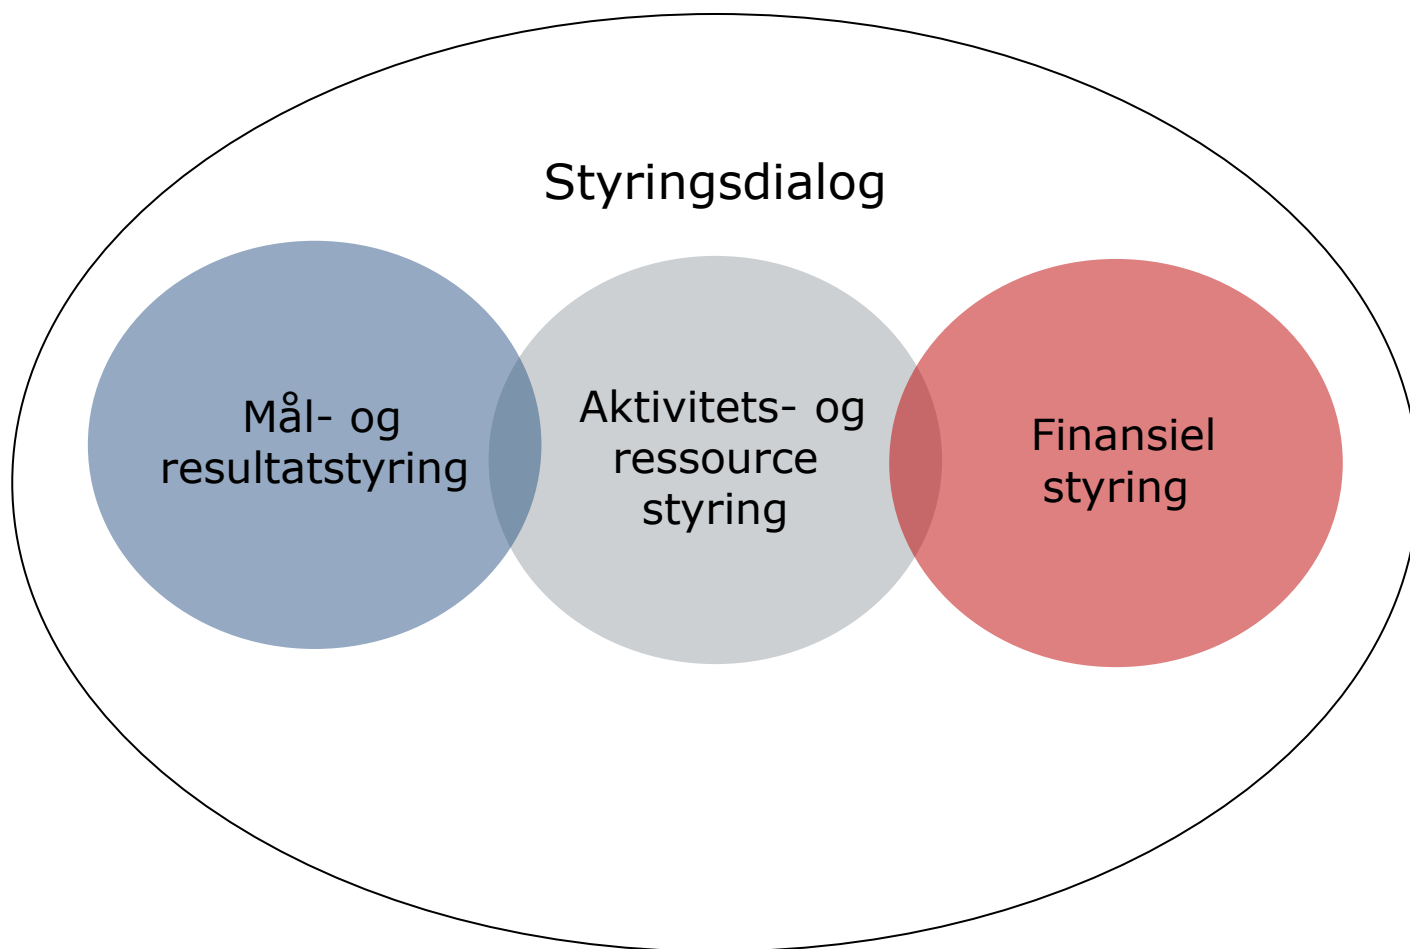 Styringsdialog
Mål- og
resultatstyring
Aktivitets- og
ressource
styring
Finansiel
styring